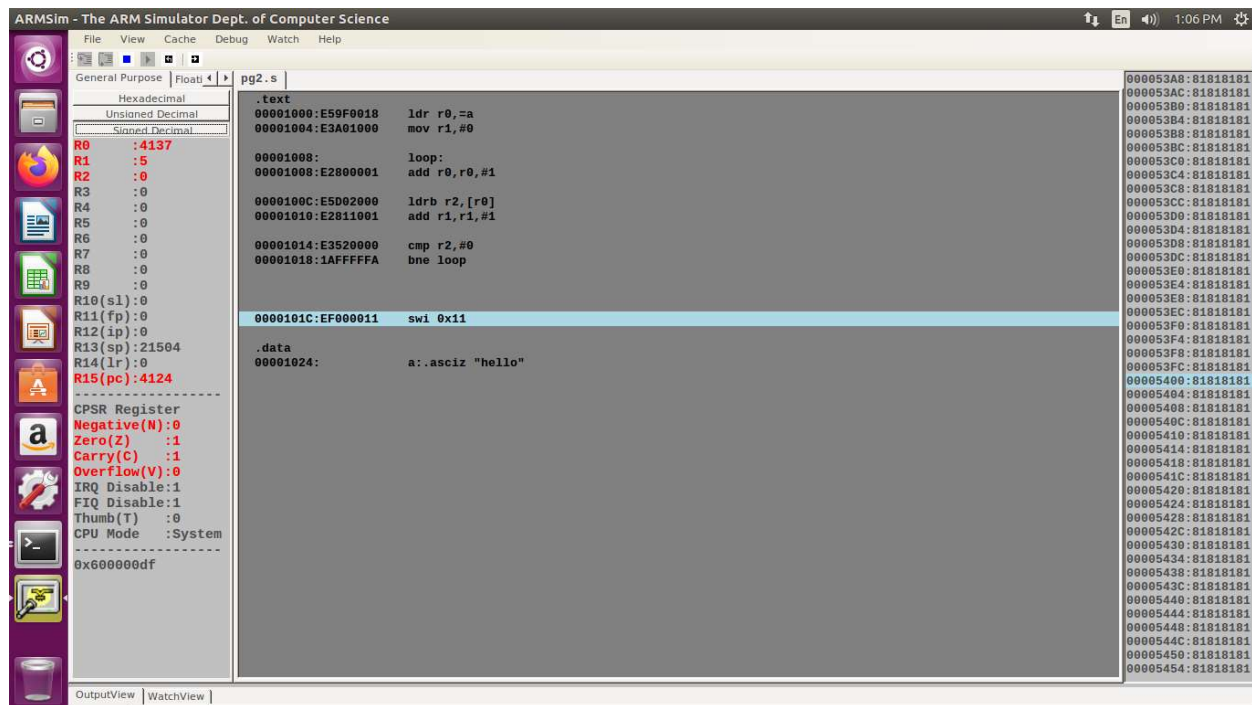 ARMSim - The ARM Simulator Dept. of Computer Science
En
1:06 PM
File View Cache Debug Watch Help
General Purpose Floati
pg2.s
Hexadecimal
Unsigned Decimal
Signed Decimal
R0 :4137
R1 :5
R2 :0
R3 :0
R4 :0
R5 :0
R6 :0
R7 :0
R8 :0
R9 :0
R10(sl):0
R11(fp):0
R12(ip):0
R13(sp):21504
R14(lr):0
R15(pc):4124
-------------------
CPSR Register
Negative(N):0
Zero(Z) :1
Carry(C) :1
Overflow(V):0
IRQ Disable:1
FIQ Disable:1
Thumb(T) :0
CPU Mode :System
-------------------
0x600000df
.text
00001000:E59F0018 ldr r0,=a
00001004:E3A01000 mov r1,#0
00001008: loop:
00001008:E2800001 add r0,r0,#1
0000100C:E5D02000 ldrb r2,[r0]
00001010:E2811001 add r1,r1,#1
00001014:E3520000 cmp r2,#0
00001018:1AFFFFFA bne loop
0000101C:EF000011 swi 0x11
.data
00001024: a:.asciz "hello"
000053A8:81818181
000053AC:81818181
000053B0:81818181
000053B4:81818181
000053B8:81818181
000053BC:81818181
000053C0:81818181
000053C4:81818181
000053C8:81818181
000053CC:81818181
000053D0:81818181
000053D4:81818181
000053D8:81818181
000053DC:81818181
000053E0:81818181
000053E4:81818181
000053E8:81818181
000053EC:81818181
000053F0:81818181
000053F4:81818181
000053F8:81818181
000053FC:81818181
00005400:81818181
00005404:81818181
00005408:81818181
0000540C:81818181
00005410:81818181
00005414:81818181
00005418:81818181
0000541C:81818181
00005420:81818181
00005424:81818181
00005428:81818181
0000542C:81818181
00005430:81818181
00005434:81818181
00005438:81818181
0000543C:81818181
00005440:81818181
00005444:81818181
00005448:81818181
0000544C:81818181
00005450:81818181
00005454:81818181
OutputView WatchView